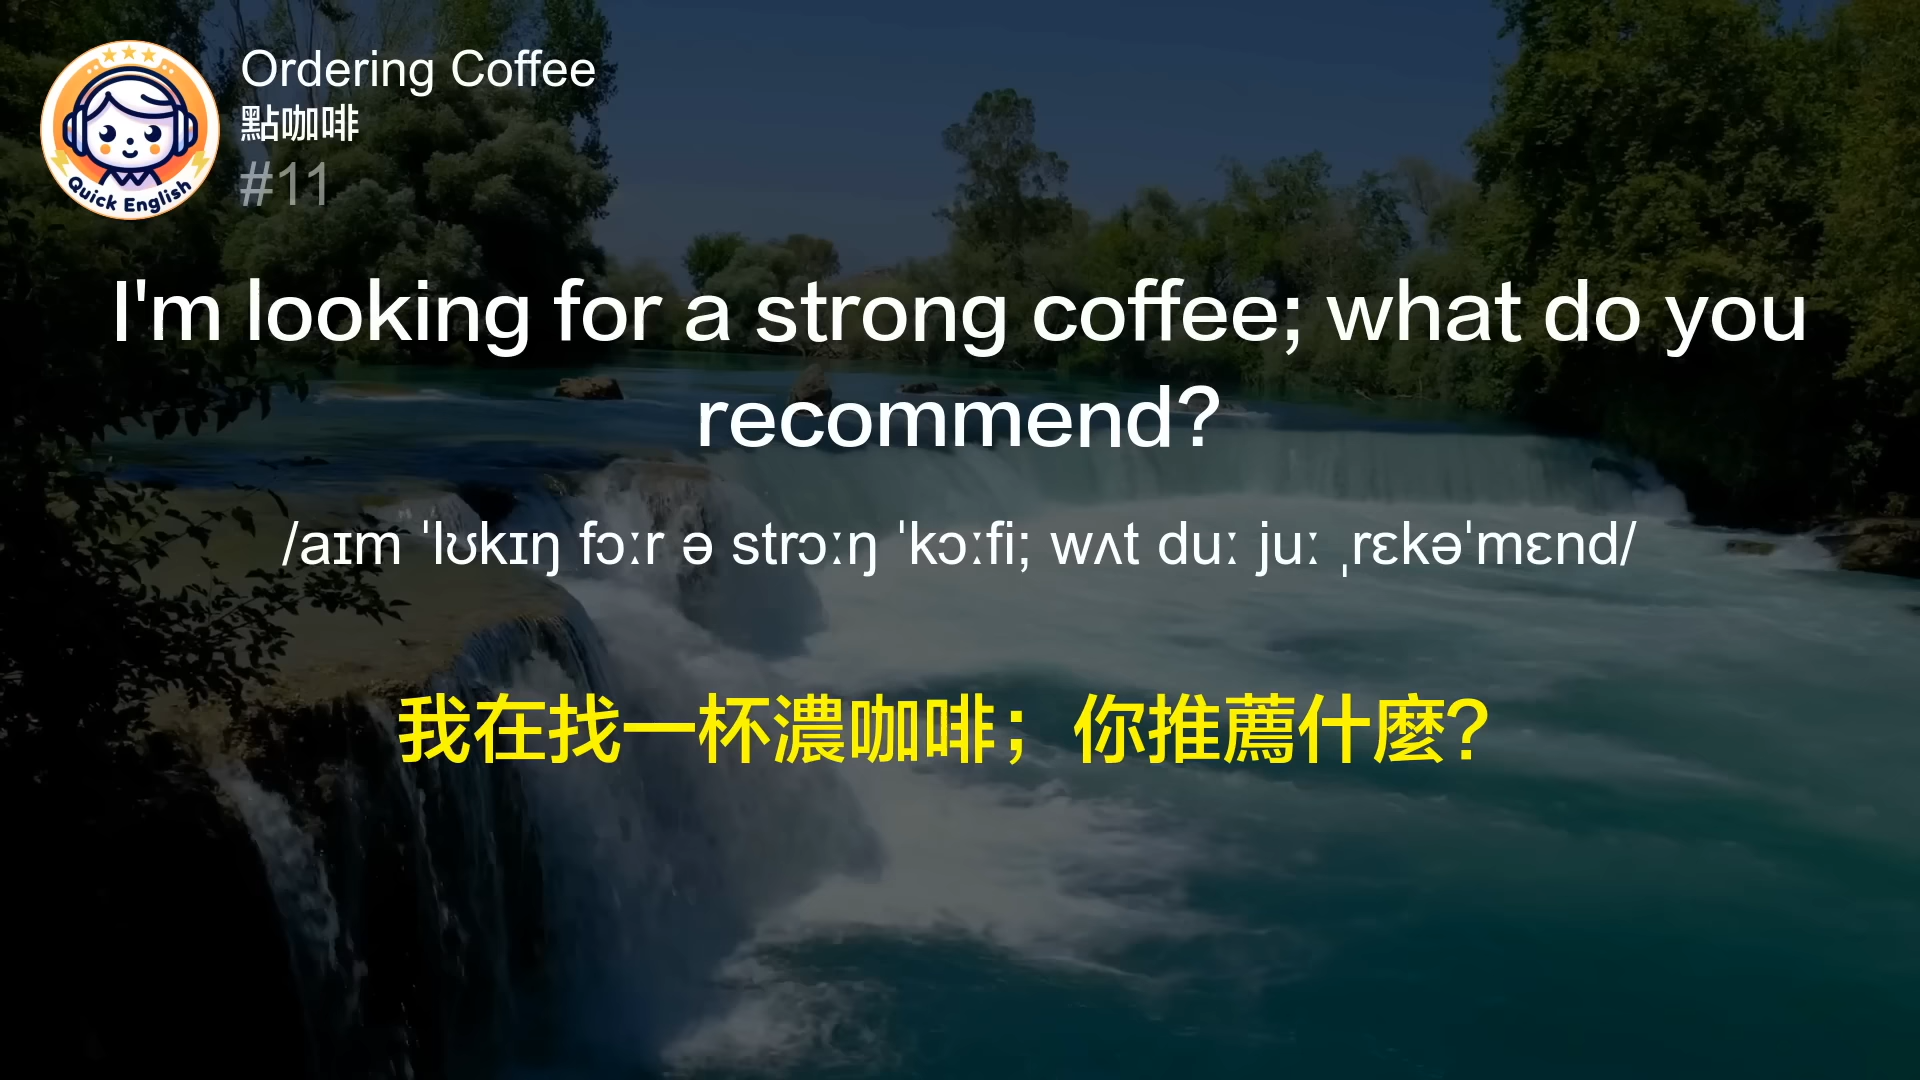 Quick English
Ordering Coffee
點咖啡
#11
I'm looking for a strong coffee; what do you
recommend?
/aɪm ˈlʊkɪŋ fɔːr ə strɔːŋ ˈkɔːfi; wʌt duː juː ˌrɛkəˈmɛnd/
我在找一杯濃咖啡；你推薦什麼？